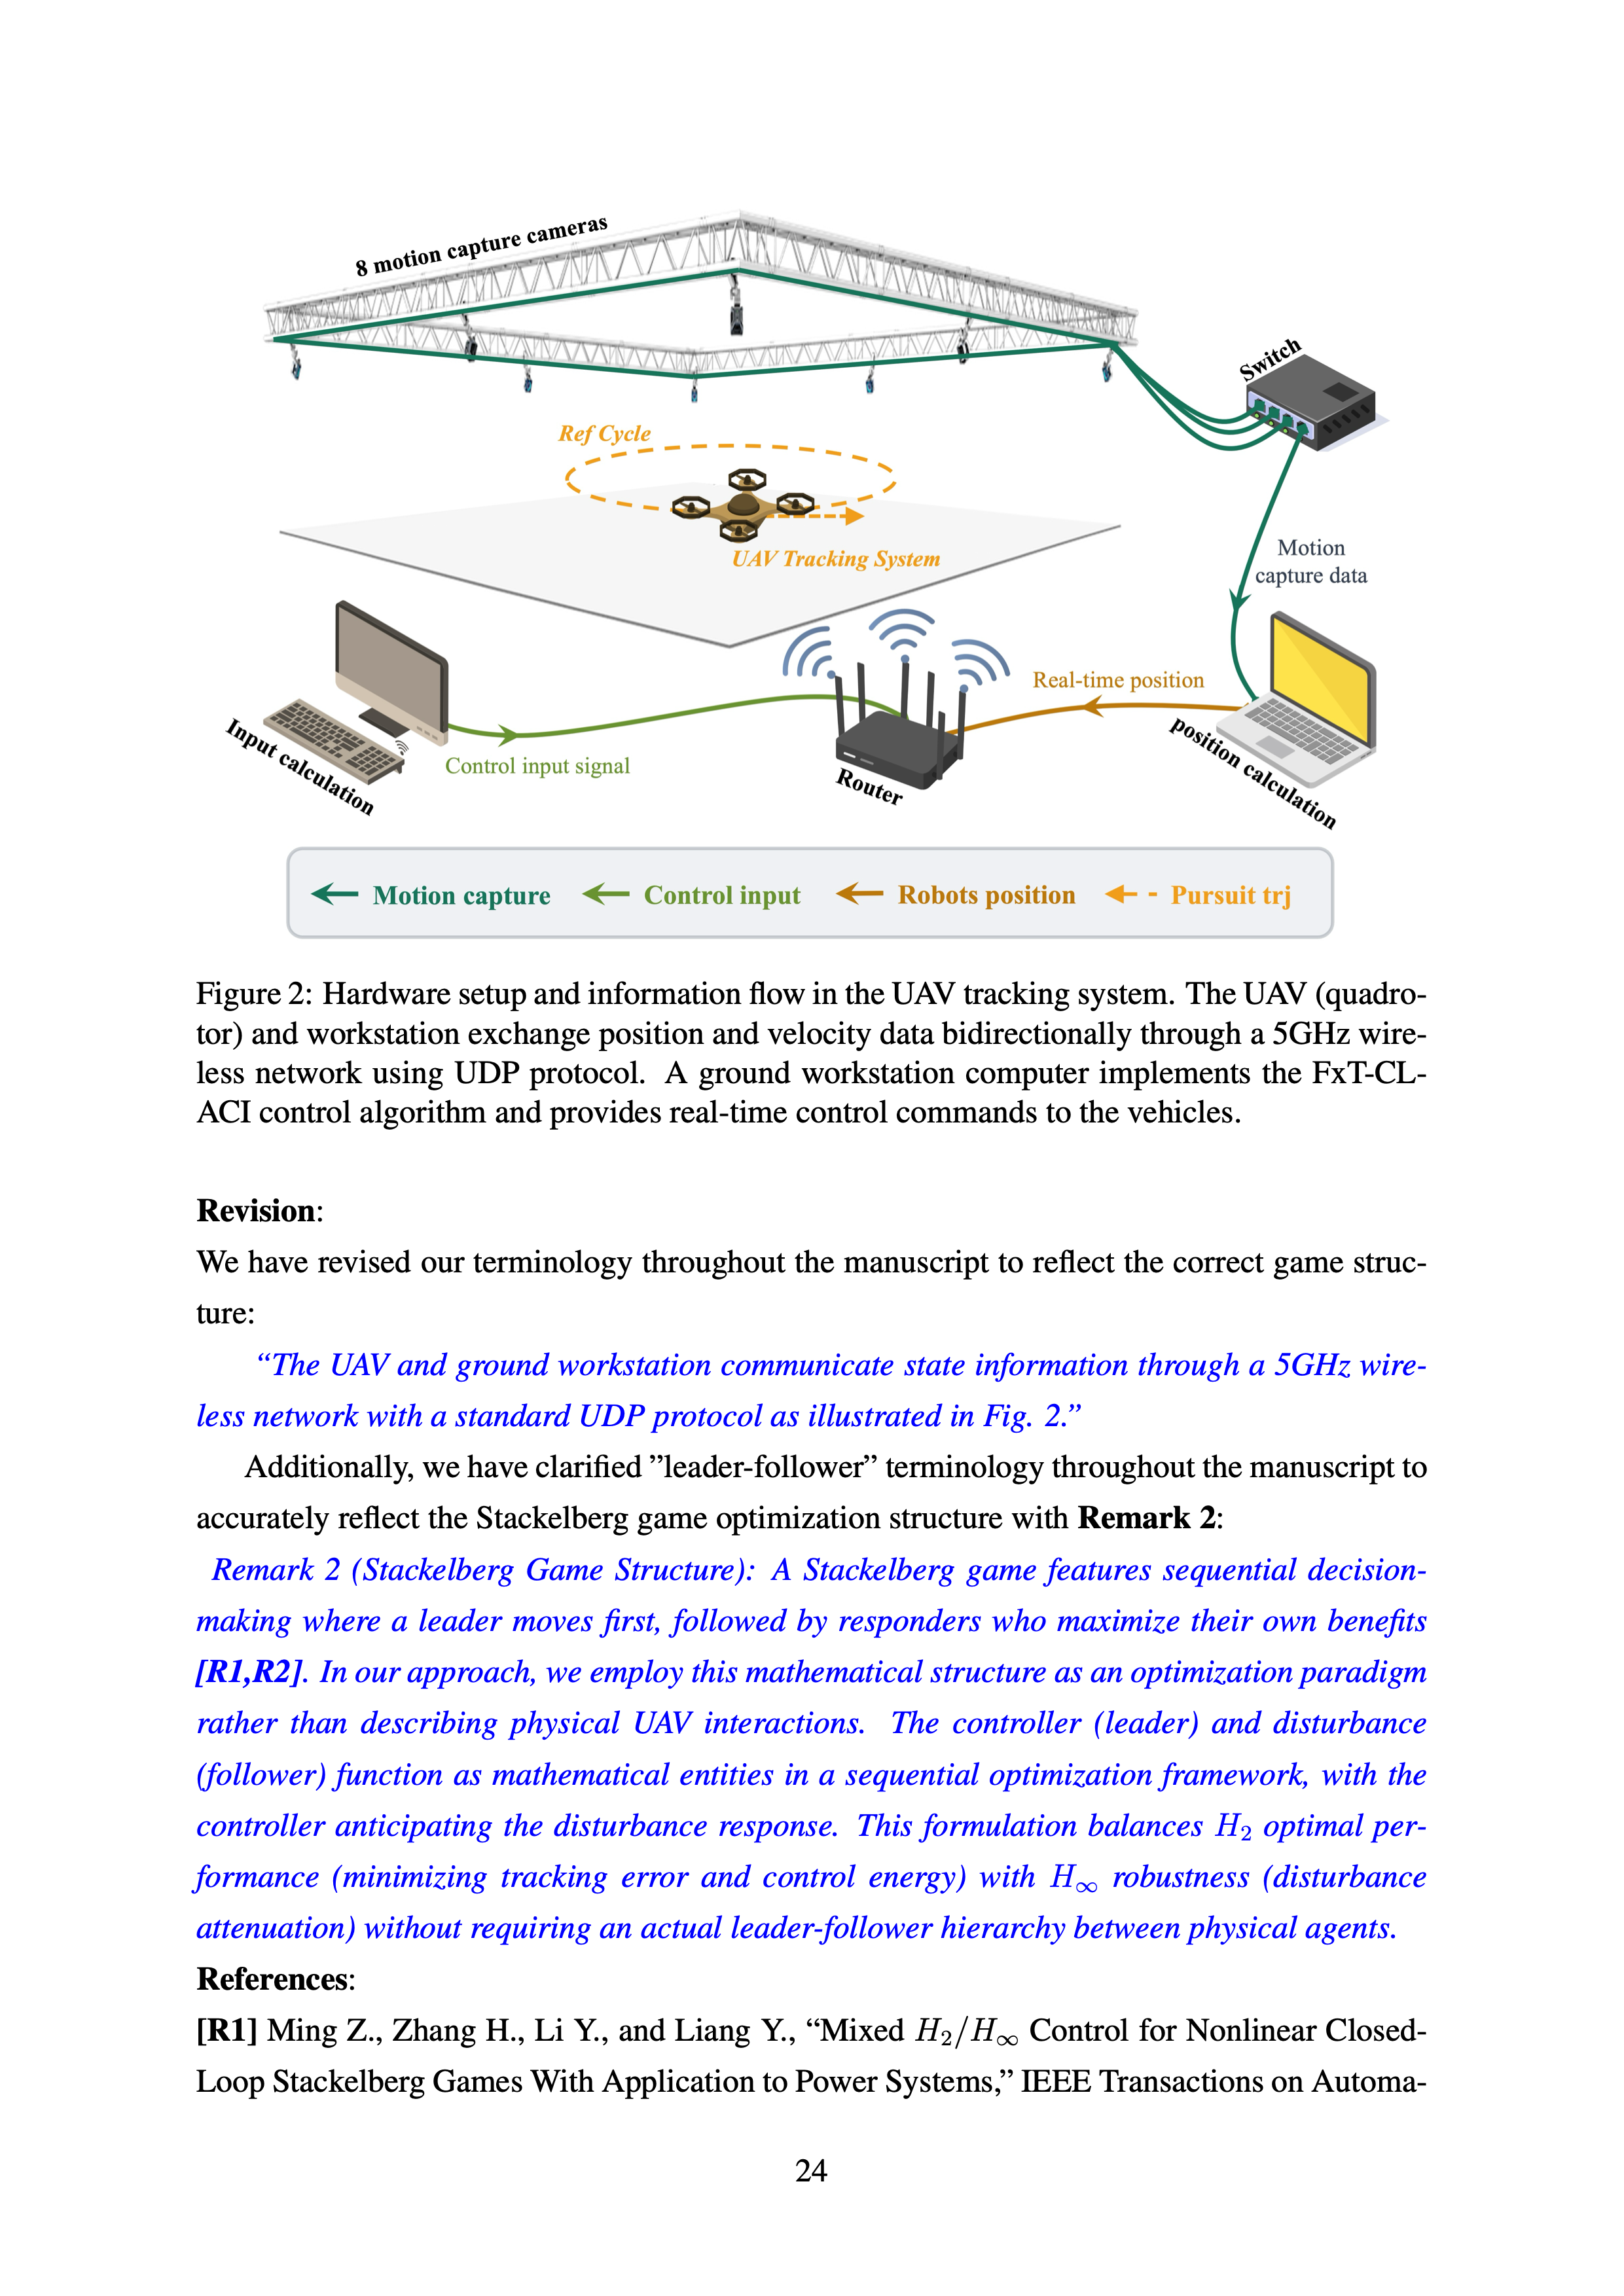 8 motion capture cameras
Switch
Ref Cycle
UAV Tracking System
Motion
capture data
Real-time position
position calculation
Input calculation
Control input signal
Router
Motion capture
Control input
Robots position
Pursuit trj
Figure 2: Hardware setup and information flow in the UAV tracking system. The UAV (quadro-
tor) and workstation exchange position and velocity data bidirectionally through a 5GHz wire-
less network using UDP protocol. A ground workstation computer implements the FxT-CL-
ACI control algorithm and provides real-time control commands to the vehicles.
Revision:
We have revised our terminology throughout the manuscript to reflect the correct game struc-
ture:
“The UAV and ground workstation communicate state information through a 5GHz wire-
less network with a standard UDP protocol as illustrated in Fig. 2.”
Additionally, we have clarified ”leader-follower” terminology throughout the manuscript to
accurately reflect the Stackelberg game optimization structure with Remark 2:
Remark 2 (Stackelberg Game Structure): A Stackelberg game features sequential decision-
making where a leader moves first, followed by responders who maximize their own benefits
[R1,R2]. In our approach, we employ this mathematical structure as an optimization paradigm
rather than describing physical UAV interactions. The controller (leader) and disturbance
(follower) function as mathematical entities in a sequential optimization framework, with the
controller anticipating the disturbance response. This formulation balances H₂ optimal per-
formance (minimizing tracking error and control energy) with H∞ robustness (disturbance
attenuation) without requiring an actual leader-follower hierarchy between physical agents.
References:
[R1] Ming Z., Zhang H., Li Y., and Liang Y., “Mixed H₂/H∞ Control for Nonlinear Closed-
Loop Stackelberg Games With Application to Power Systems,” IEEE Transactions on Automa-
24